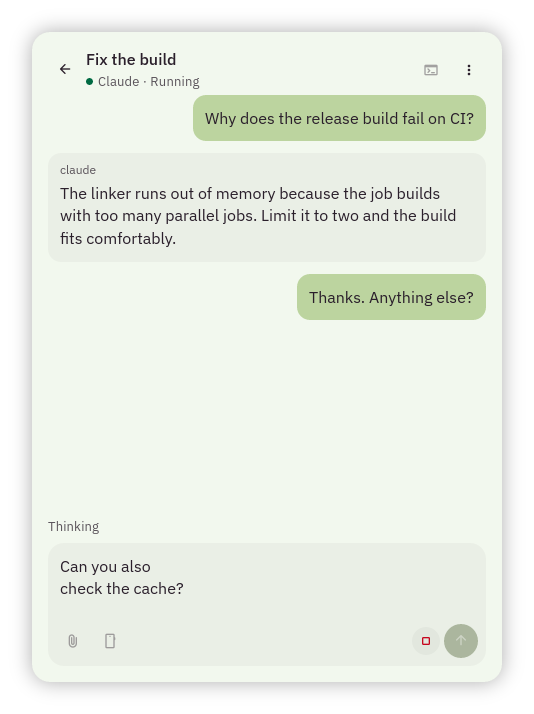 Fix the build
Claude · Running
Why does the release build fail on CI?
claude
The linker runs out of memory because the job builds
with too many parallel jobs. Limit it to two and the build
fits comfortably.
Thanks. Anything else?
Thinking
Can you also
check the cache?